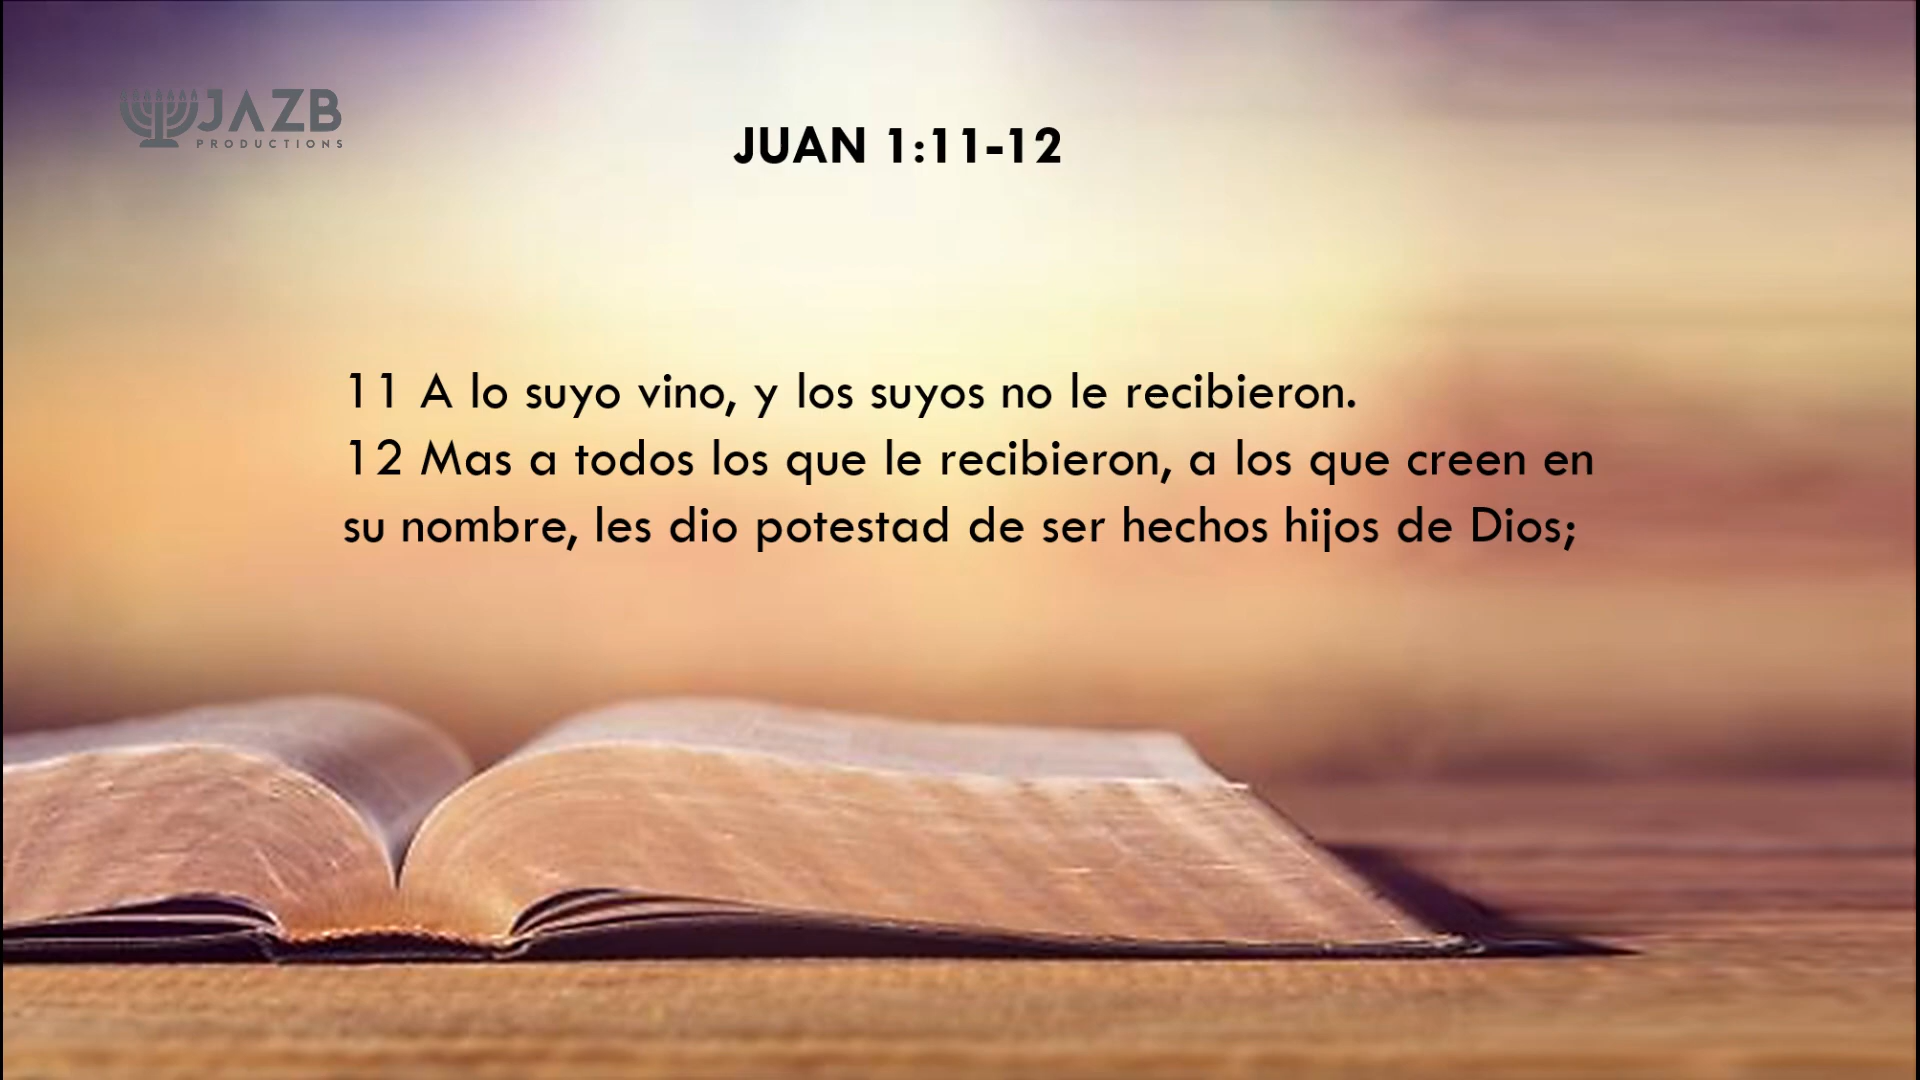 JAZB
PRODUCTIONS
JUAN 1:11-12
11 A lo suyo vino, y los suyos no le recibieron.
12 Mas a todos los que le recibieron, a los que creen en
su nombre, les dio potestad de ser hechos hijos de Dios;